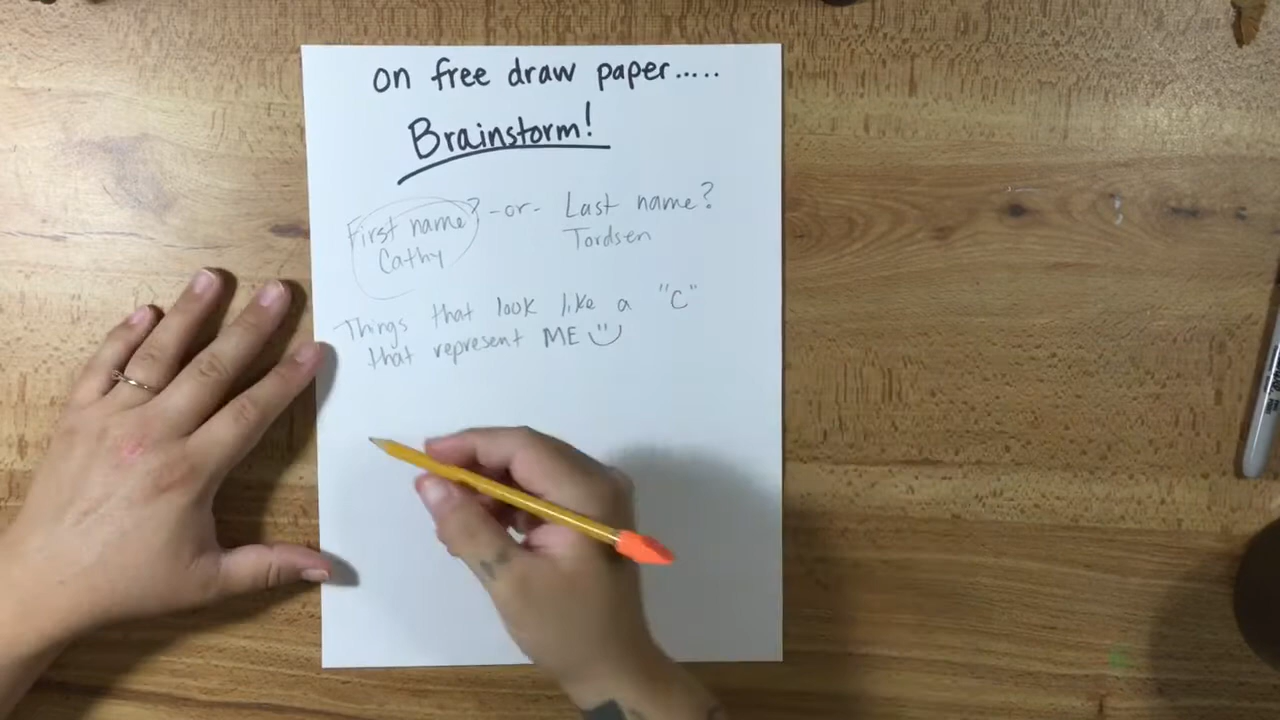 on free draw paper.....
Brainstorm!
First name? -or- Last name?
Cathy Tordsen
Things that look like a "C"
that represent ME